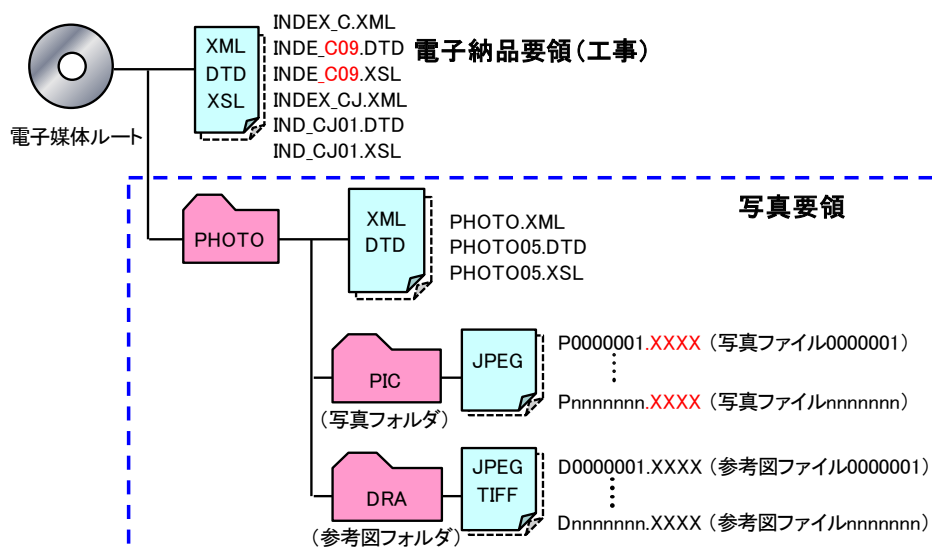 INDEX_C.XML
INDE_C09.DTD
INDE_C09.XSL
INDEX_CJ.XML
IND_CJ01.DTD
IND_CJ01.XSL
電子納品要領(工事)
XML
DTD
XSL
電子媒体ルート
写真要領
PHOTO
XML
DTD
PHOTO.XML
PHOTO05.DTD
PHOTO05.XSL
PIC
(写真フォルダ)
JPEG
P0000001.XXXX (写真ファイル0000001)
Pnnnnnnn.XXXX (写真ファイルnnnnnnn)
DRA
(参考図フォルダ)
JPEG
TIFF
D0000001.XXXX (参考図ファイル0000001)
Dnnnnnnn.XXXX (参考図ファイルnnnnnnn)